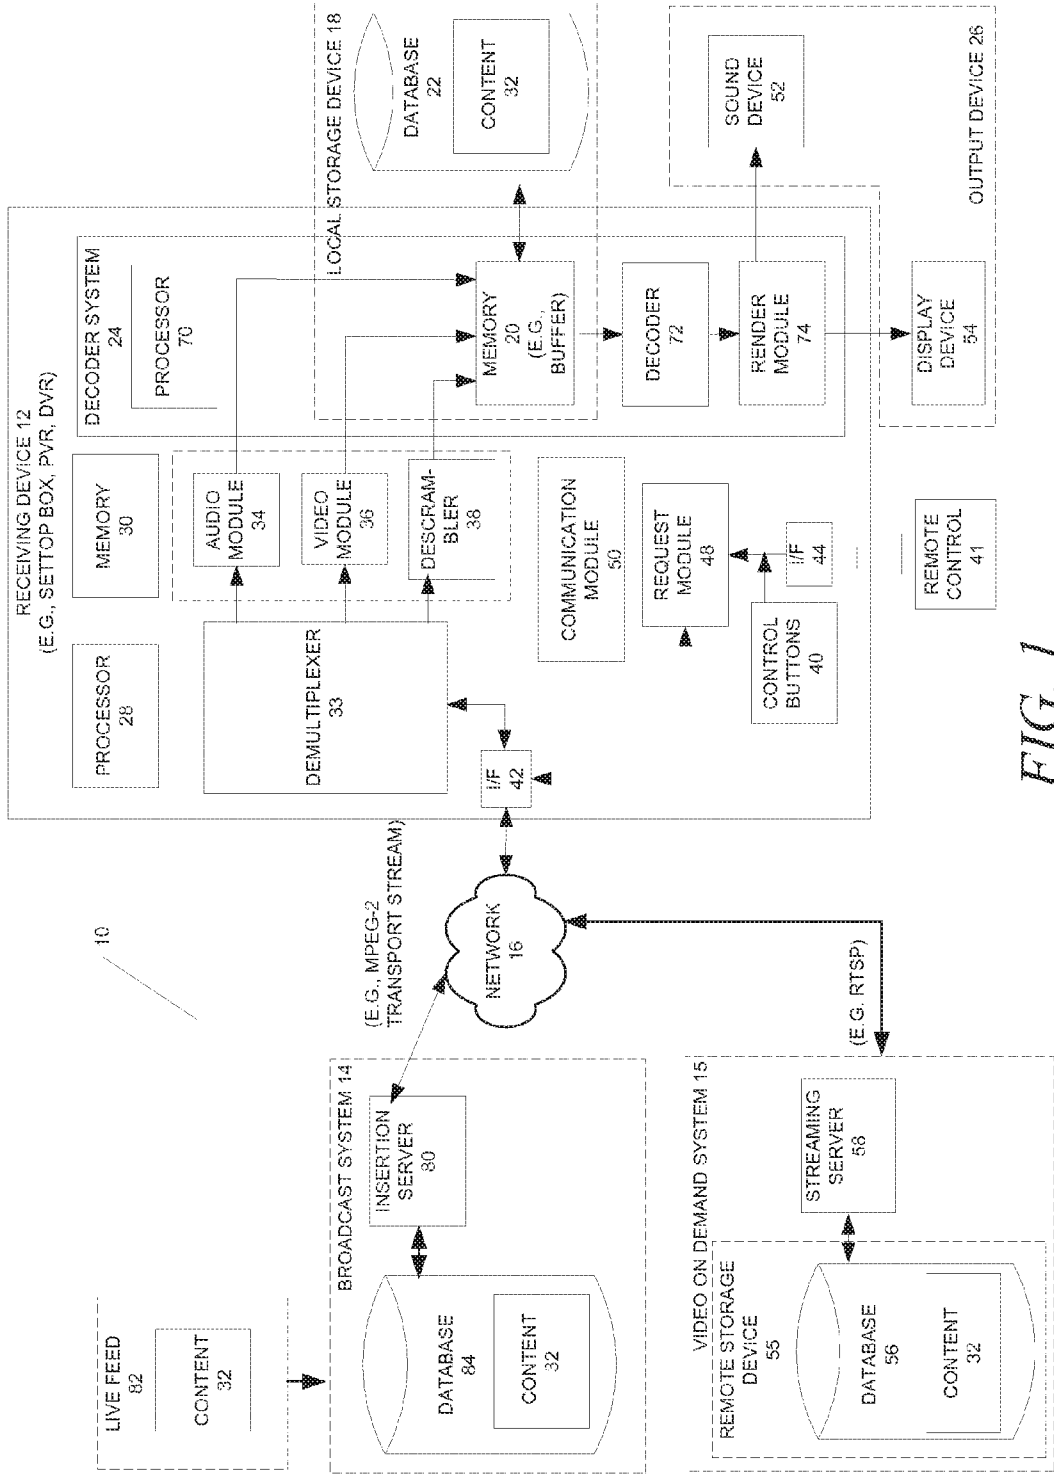 10
LIVE FEED
82
CONTENT
32
BROADCAST SYSTEM 14
DATABASE
84
CONTENT
32
INSERTION
SERVER
80
(E.G., MPEG-2
TRANSPORT STREAM)
NETWORK
16
(E.G. RTSP)
VIDEO ON DEMAND SYSTEM 15
REMOTE STORAGE
DEVICE
55
DATABASE
56
CONTENT
32
STREAMING
SERVER
58
RECEIVING DEVICE 12
(E.G., SETTOP BOX, PVR, DVR)
PROCESSOR
28
MEMORY
30
DEMULTIPLEXER
33
I/F
42
AUDIO
MODULE
34
VIDEO
MODULE
36
DESCRAM-
BLER
38
COMMUNICATION
MODULE
50
REQUEST
MODULE
48
CONTROL
BUTTONS
40
I/F
44
REMOTE
CONTROL
41
DECODER SYSTEM
24
PROCESSOR
70
LOCAL STORAGE DEVICE 18
MEMORY
20
(E.G.,
BUFFER)
DATABASE
22
CONTENT
32
DECODER
72
RENDER
MODULE
74
SOUND
DEVICE
52
DISPLAY
DEVICE
54
OUTPUT DEVICE 26
FIG. 1